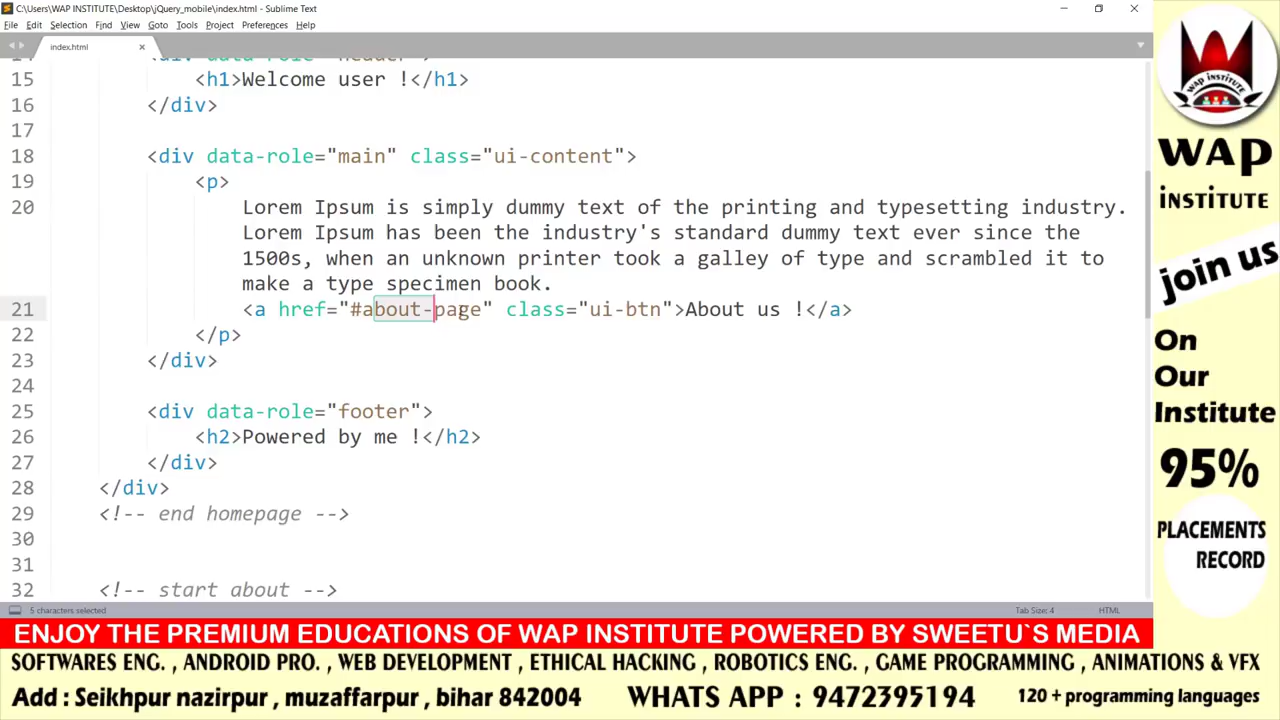 C:\Users\WAP INSTITUTE\Desktop\jQuery_mobile\index.html - Sublime Text
File Edit Selection Find View Goto Tools Project Preferences Help
index.html
15 <h1>Welcome user !</h1>
16 </div>
17
18 <div data-role="main" class="ui-content">
19 <p>
20 Lorem Ipsum is simply dummy text of the printing and typesetting industry.
Lorem Ipsum has been the industry's standard dummy text ever since the
1500s, when an unknown printer took a galley of type and scrambled it to
make a type specimen book.
21 <a href="#about-page" class="ui-btn">About us !</a>
22 </p>
23 </div>
24
25 <div data-role="footer">
26 <h2>Powered by me !</h2>
27 </div>
28 </div>
29 <!-- end homepage -->
30
31
32 <!-- start about -->
5 characters selected
Tab Size: 4
HTML
WAP INSTITUTE
WAP
iNSTiTUTE
join us
On
Our
Institute
95%
PLACEMENTS
RECORD
ENJOY THE PREMIUM EDUCATIONS OF WAP INSTITUTE POWERED BY SWEETU`S MEDIA
SOFTWARES ENG. , ANDROID PRO. , WEB DEVELOPMENT , ETHICAL HACKING , ROBOTICS ENG. , GAME PROGRAMMING , ANIMATIONS & VFX
Add : Seikhpur nazirpur , muzaffarpur , bihar 842004
WHATS APP : 9472395194
120 + programming languages